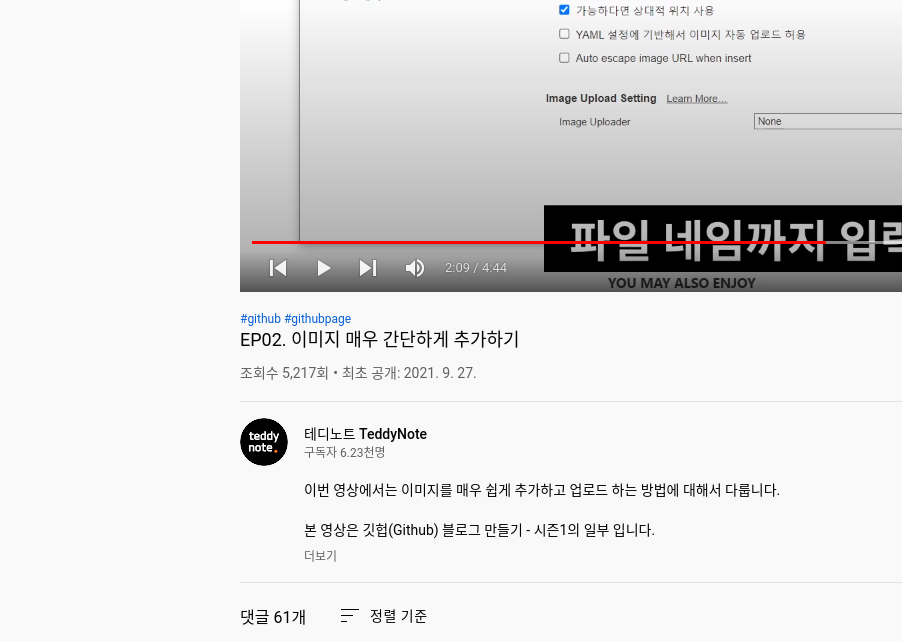 가능하다면 상대적 위치 사용
YAML 설정에 기반해서 이미지 자동 업로드 허용
Auto escape image URL when insert
Image Upload Setting Learn More...
Image Uploader None
파일 네임까지 입력
2:09 / 4:44
YOU MAY ALSO ENJOY
#github #githubpage
EP02. 이미지 매우 간단하게 추가하기
조회수 5,217회 • 최초 공개: 2021. 9. 27.
teddy
note.
테디노트 TeddyNote
구독자 6.23천명
이번 영상에서는 이미지를 매우 쉽게 추가하고 업로드 하는 방법에 대해서 다룹니다.
본 영상은 깃헙(Github) 블로그 만들기 - 시즌1의 일부 입니다.
더보기
댓글 61개 정렬 기준